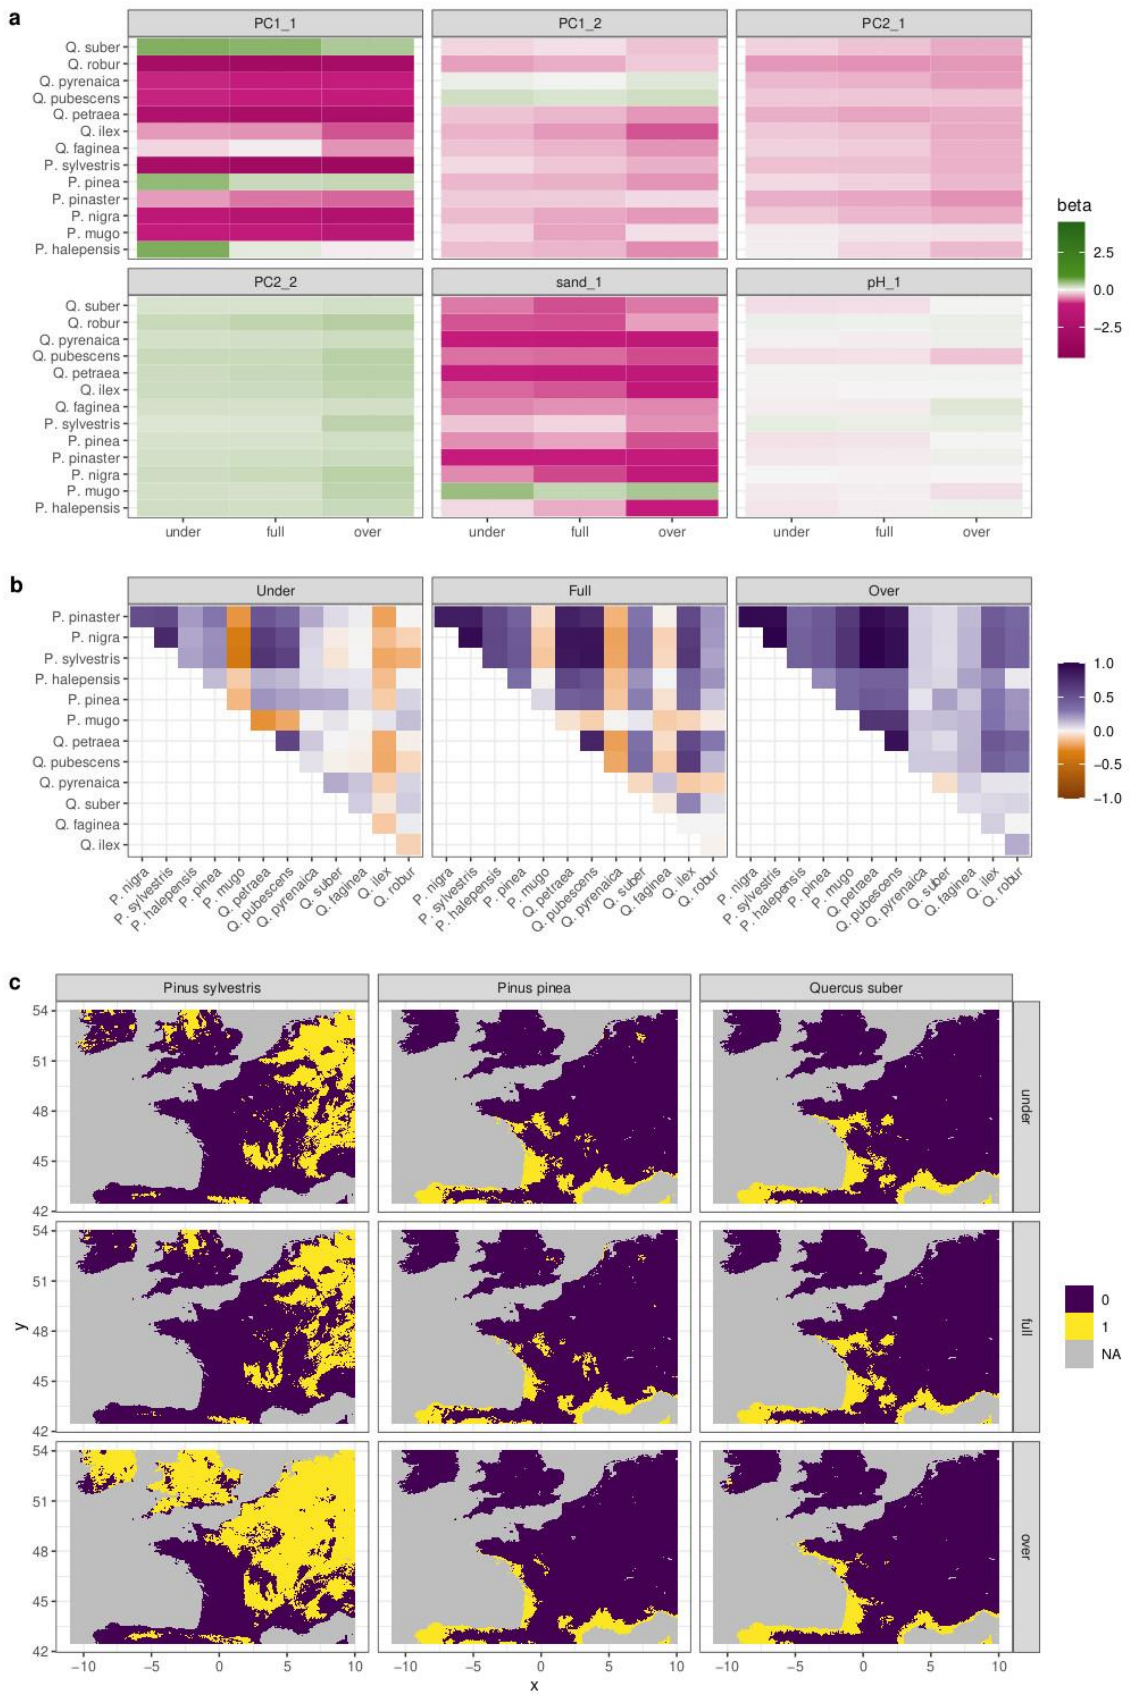 a
PC1_1 PC1_2 PC2_1
Q. suber
Q. robur
Q. pyrenaica
Q. pubescens
Q. petraea
Q. ilex
Q. faginea
P. sylvestris
P. pinea
P. pinaster
P. nigra
P. mugo
P. halepensis
PC2_2 sand_1 pH_1
Q. suber
Q. robur
Q. pyrenaica
Q. pubescens
Q. petraea
Q. ilex
Q. faginea
P. sylvestris
P. pinea
P. pinaster
P. nigra
P. mugo
P. halepensis
under full over under full over under full over
beta
2.5
0.0
−2.5
b
Under Full Over
P. pinaster
P. nigra
P. sylvestris
P. halepensis
P. pinea
P. mugo
Q. petraea
Q. pubescens
Q. pyrenaica
Q. suber
Q. faginea
Q. ilex
P. nigra P. sylvestris P. halepensis P. pinea P. mugo Q. petraea Q. pubescens Q. pyrenaica Q. suber Q. faginea Q. ilex Q. robur
P. nigra P. sylvestris P. halepensis P. pinea P. mugo Q. petraea Q. pubescens Q. pyrenaica Q. suber Q. faginea Q. ilex Q. robur
P. nigra P. sylvestris P. halepensis P. pinea P. mugo Q. petraea Q. pubescens Q. pyrenaica Q. suber Q. faginea Q. ilex Q. robur
1.0
0.5
0.0
−0.5
−1.0
c
Pinus sylvestris Pinus pinea Quercus suber
54
51
48
45
42
under
54
51
48
45
42
full
54
51
48
45
42
over
y
−10 −5 0 5 10 −10 −5 0 5 10 −10 −5 0 5 10
x
0
1
NA